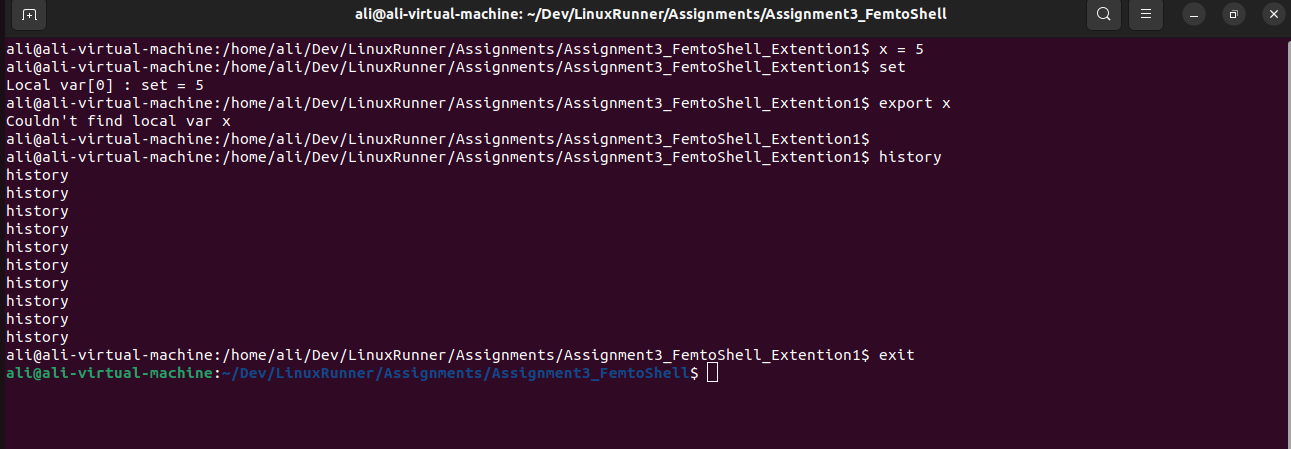 ali@ali-virtual-machine: ~/Dev/LinuxRunner/Assignments/Assignment3_FemtoShell
ali@ali-virtual-machine:/home/ali/Dev/LinuxRunner/Assignments/Assignment3_FemtoShell_Extention1$ x = 5
ali@ali-virtual-machine:/home/ali/Dev/LinuxRunner/Assignments/Assignment3_FemtoShell_Extention1$ set
Local var[0] : set = 5
ali@ali-virtual-machine:/home/ali/Dev/LinuxRunner/Assignments/Assignment3_FemtoShell_Extention1$ export x
Couldn't find local var x
ali@ali-virtual-machine:/home/ali/Dev/LinuxRunner/Assignments/Assignment3_FemtoShell_Extention1$
ali@ali-virtual-machine:/home/ali/Dev/LinuxRunner/Assignments/Assignment3_FemtoShell_Extention1$ history
history
history
history
history
history
history
history
history
history
history
ali@ali-virtual-machine:/home/ali/Dev/LinuxRunner/Assignments/Assignment3_FemtoShell_Extention1$ exit
ali@ali-virtual-machine:~/Dev/LinuxRunner/Assignments/Assignment3_FemtoShell$